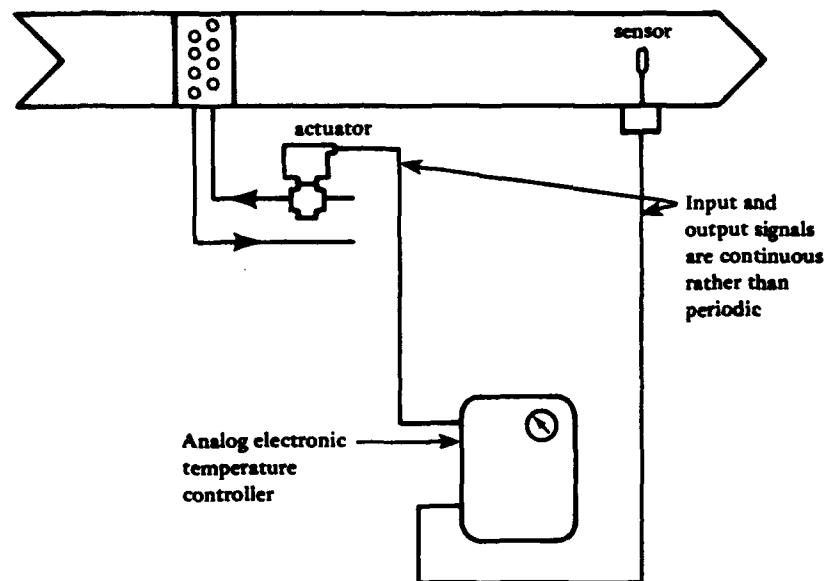 sensor
actuator
Input and
output signals
are continuous
rather than
periodic
Analog electronic
temperature
controller